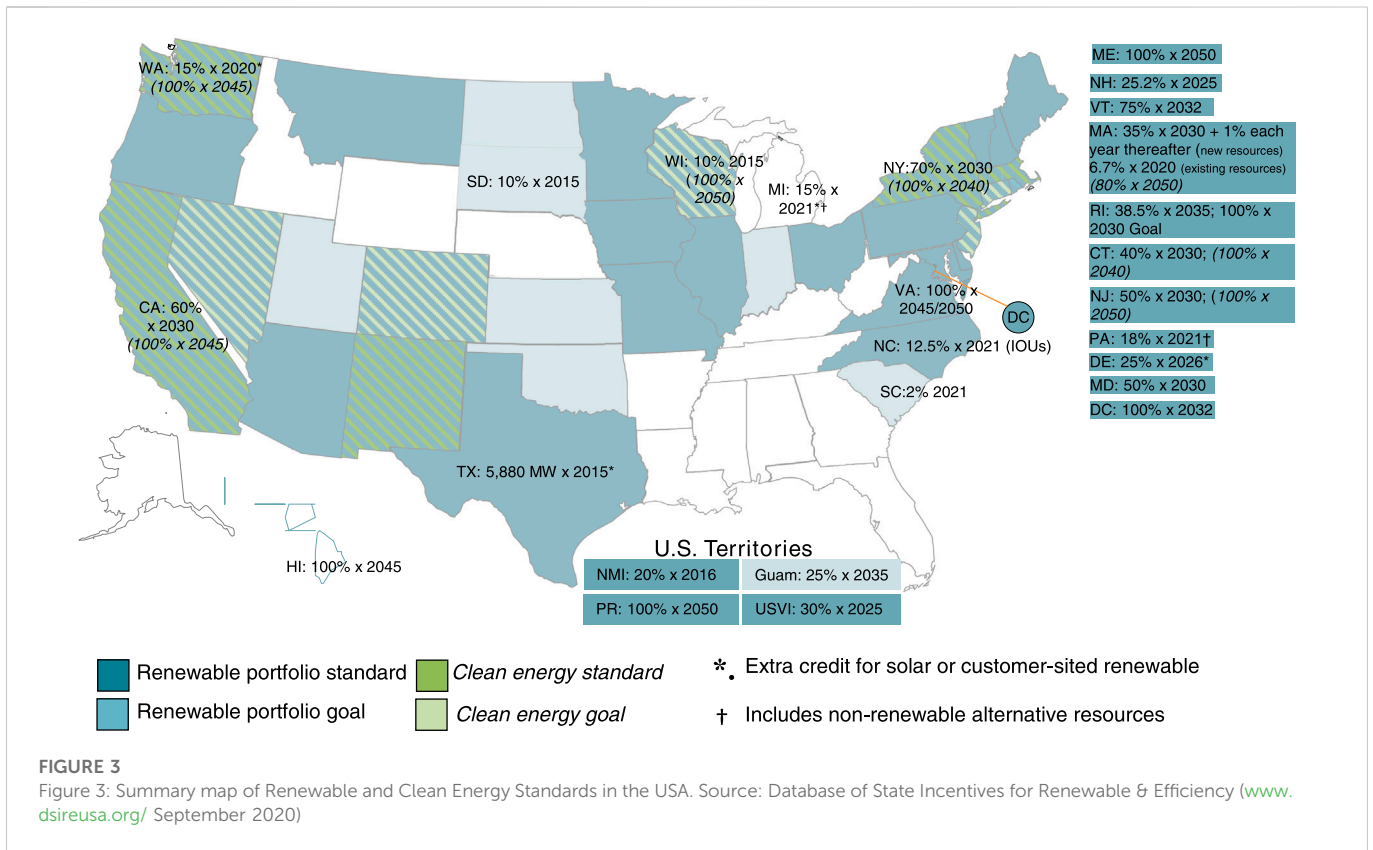 WA: 15% x 2020*
(100% x 2045)
SD: 10% x 2015
WI: 10% 2015
(100% x
2050)
MI: 15% x
2021*†
NY:70% x 2030
(100% x 2040)
CA: 60%
x 2030
(100% x 2045)
VA: 100% x
2045/2050
DC
NC: 12.5% x 2021 (IOUs)
SC:2% 2021
TX: 5,880 MW x 2015*
HI: 100% x 2045
ME: 100% x 2050
NH: 25.2% x 2025
VT: 75% x 2032
MA: 35% x 2030 + 1% each
year thereafter (new resources)
6.7% x 2020 (existing resources)
(80% x 2050)
RI: 38.5% x 2035; 100% x
2030 Goal
CT: 40% x 2030; (100% x
2040)
NJ: 50% x 2030; (100% x
2050)
PA: 18% x 2021†
DE: 25% x 2026*
MD: 50% x 2030
DC: 100% x 2032
U.S. Territories
NMI: 20% x 2016
Guam: 25% x 2035
PR: 100% x 2050
USVI: 30% x 2025
Renewable portfolio standard
Clean energy standard
*. Extra credit for solar or customer-sited renewable
Renewable portfolio goal
Clean energy goal
† Includes non-renewable alternative resources
FIGURE 3
Figure 3: Summary map of Renewable and Clean Energy Standards in the USA. Source: Database of State Incentives for Renewable & Efficiency (www.
dsireusa.org/ September 2020)